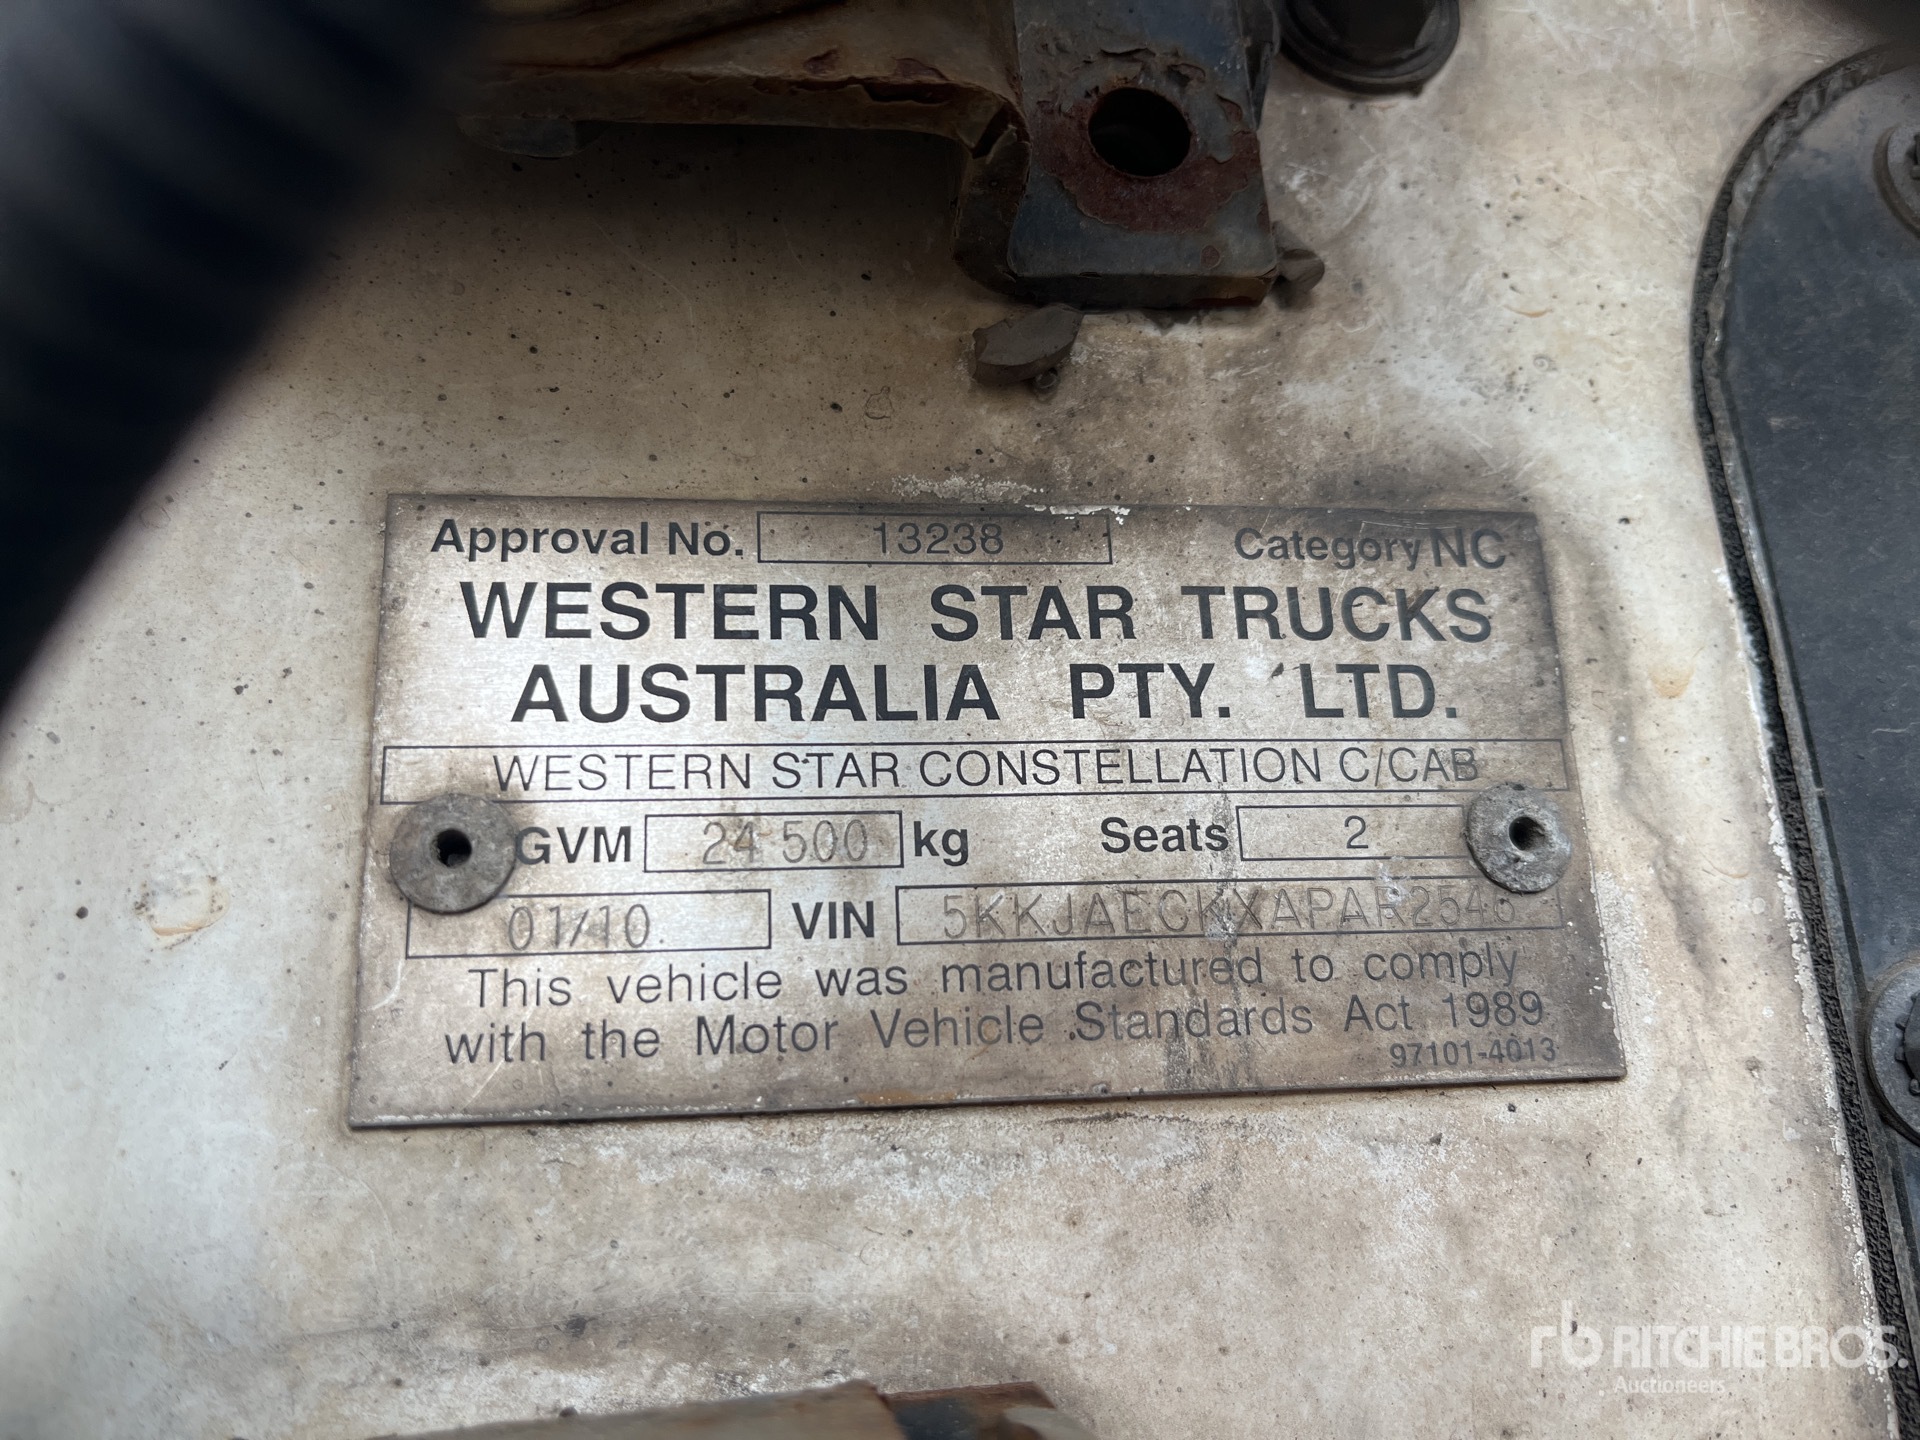 Approval No. 13238 Category NC
WESTERN STAR TRUCKS
AUSTRALIA PTY. LTD.
WESTERN STAR CONSTELLATION C/CAB
GVM 24 500 kg Seats 2
01/10 VIN 5KKJAECKXAPAR2546
This vehicle was manufactured to comply
with the Motor Vehicle Standards Act 1989
97101-4013
rb RITCHIE BROS.
Auctioneers